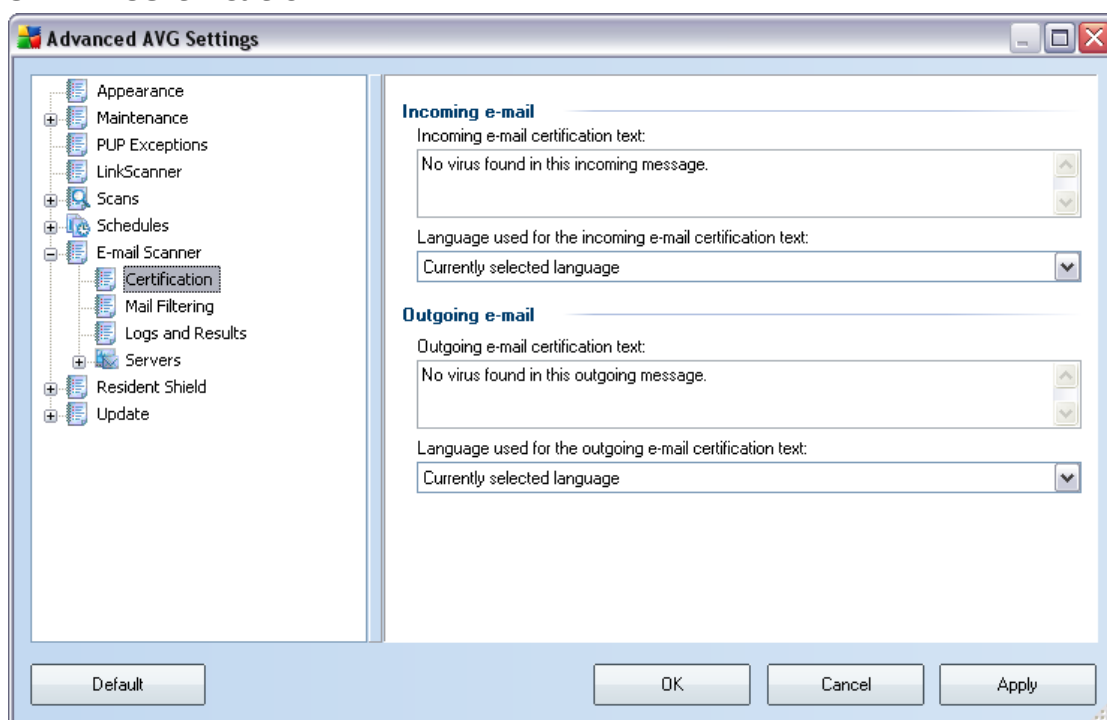 Advanced AVG Settings
Appearance
Maintenance
PUP Exceptions
LinkScanner
Scans
Schedules
E-mail Scanner
Certification
Mail Filtering
Logs and Results
Servers
Resident Shield
Update
Incoming e-mail
Incoming e-mail certification text:
No virus found in this incoming message.
Language used for the incoming e-mail certification text:
Currently selected language
Outgoing e-mail
Outgoing e-mail certification text:
No virus found in this outgoing message.
Language used for the outgoing e-mail certification text:
Currently selected language
Default
OK
Cancel
Apply